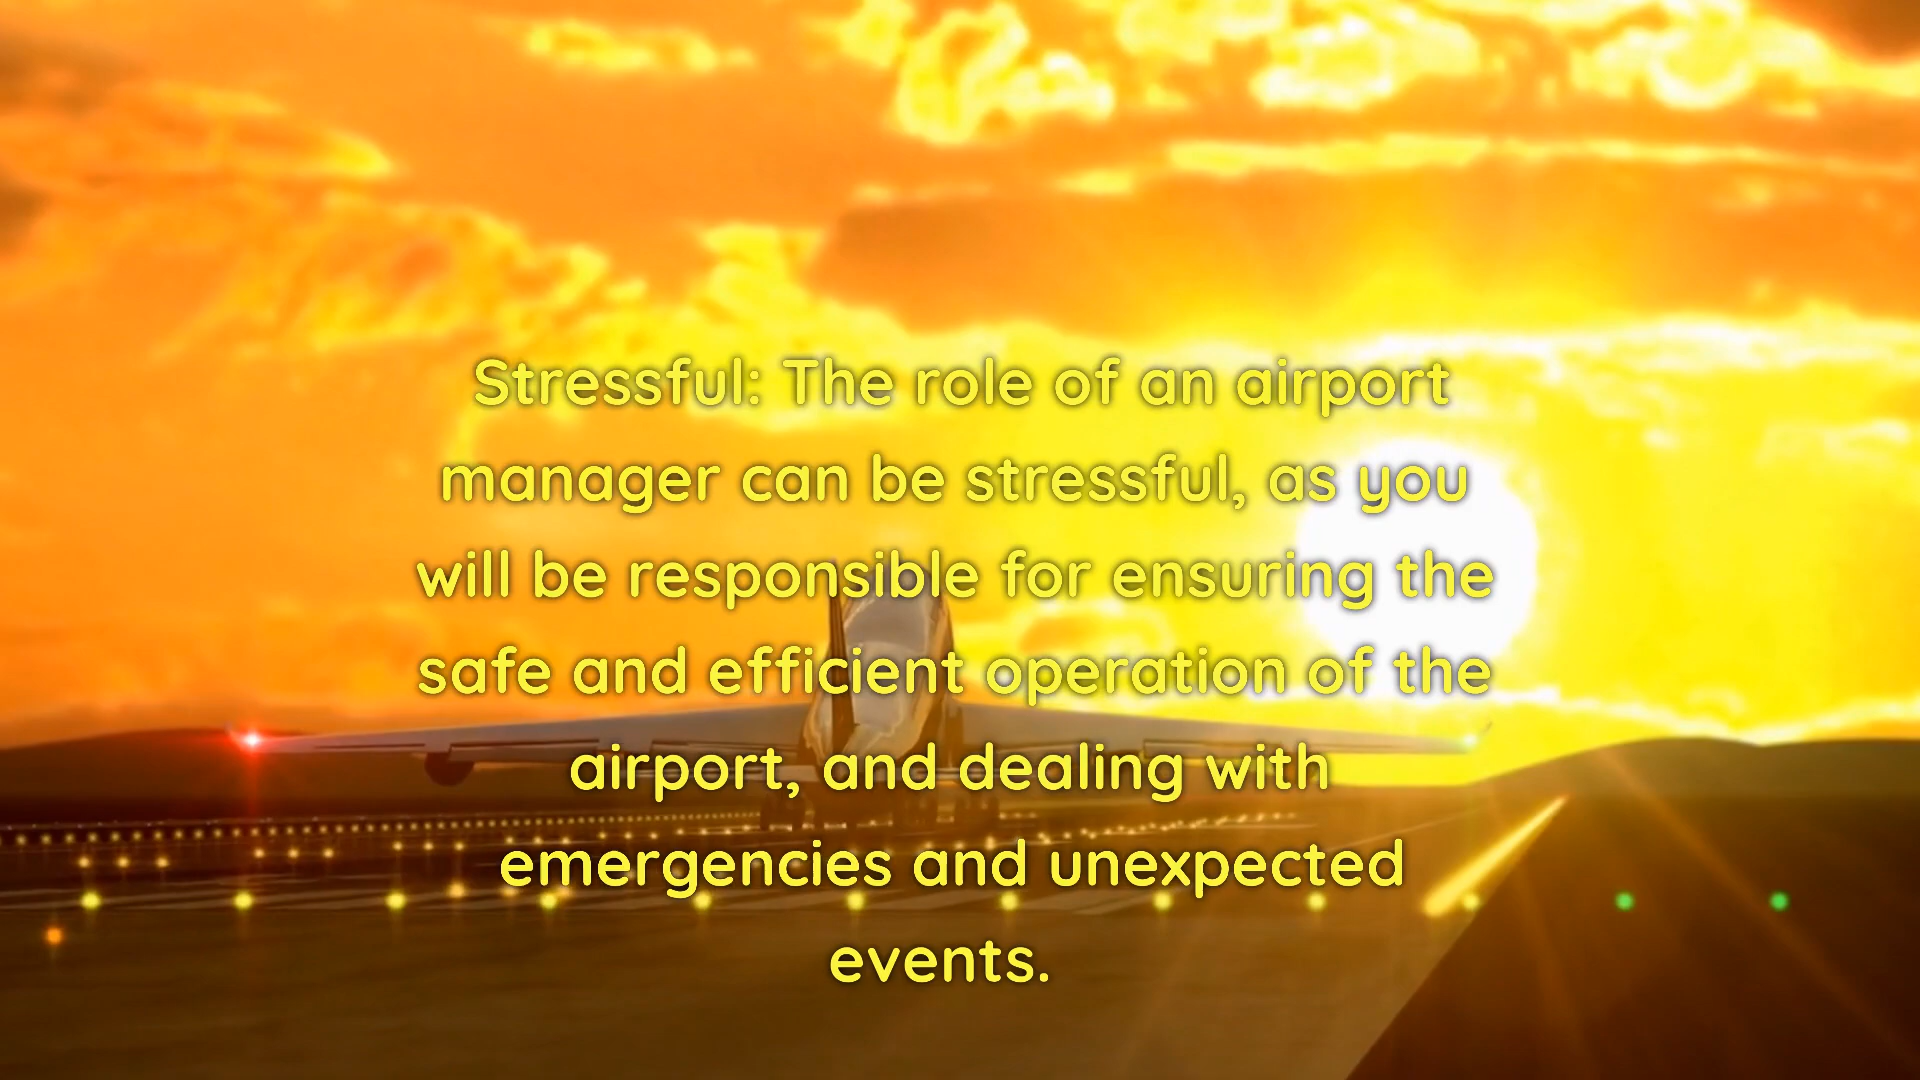 Stressful: The role of an airport
manager can be stressful, as you
will be responsible for ensuring the
safe and efficient operation of the
airport, and dealing with
emergencies and unexpected
events.